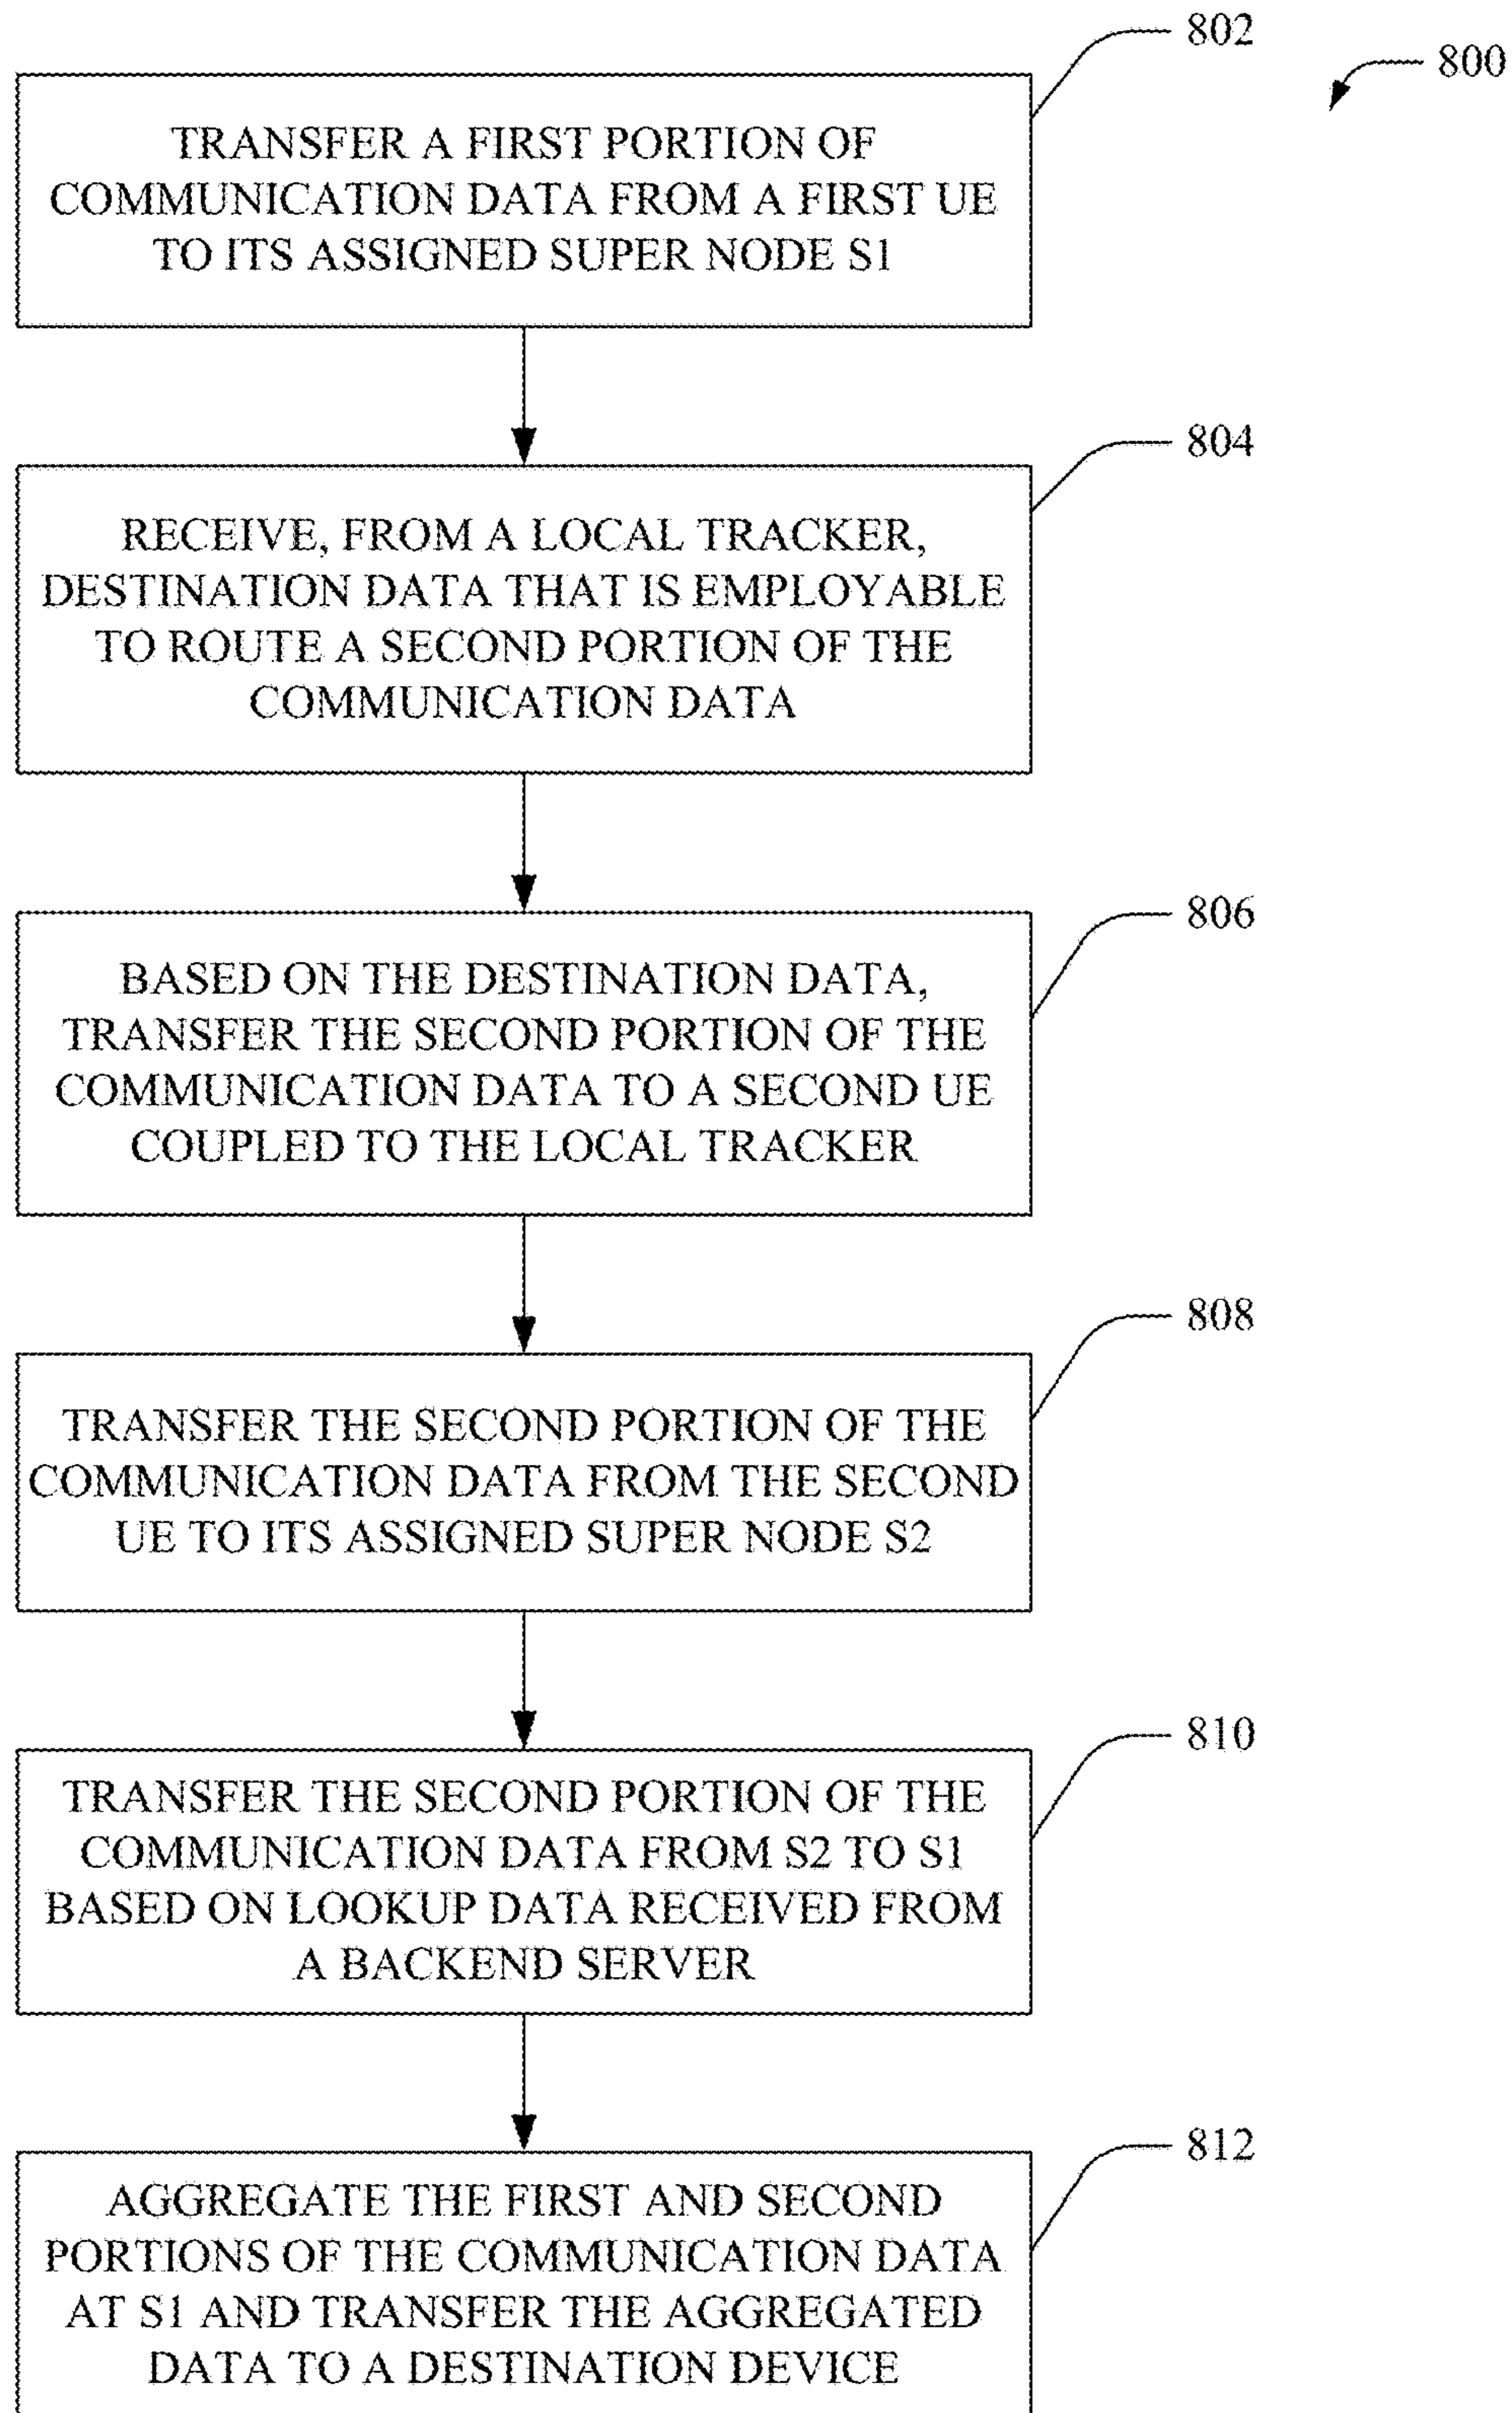 802
800
TRANSFER A FIRST PORTION OF
COMMUNICATION DATA FROM A FIRST UE
TO ITS ASSIGNED SUPER NODE S1
804
RECEIVE, FROM A LOCAL TRACKER,
DESTINATION DATA THAT IS EMPLOYABLE
TO ROUTE A SECOND PORTION OF THE
COMMUNICATION DATA
806
BASED ON THE DESTINATION DATA,
TRANSFER THE SECOND PORTION OF THE
COMMUNICATION DATA TO A SECOND UE
COUPLED TO THE LOCAL TRACKER
808
TRANSFER THE SECOND PORTION OF THE
COMMUNICATION DATA FROM THE SECOND
UE TO ITS ASSIGNED SUPER NODE S2
810
TRANSFER THE SECOND PORTION OF THE
COMMUNICATION DATA FROM S2 TO S1
BASED ON LOOKUP DATA RECEIVED FROM
A BACKEND SERVER
812
AGGREGATE THE FIRST AND SECOND
PORTIONS OF THE COMMUNICATION DATA
AT S1 AND TRANSFER THE AGGREGATED
DATA TO A DESTINATION DEVICE